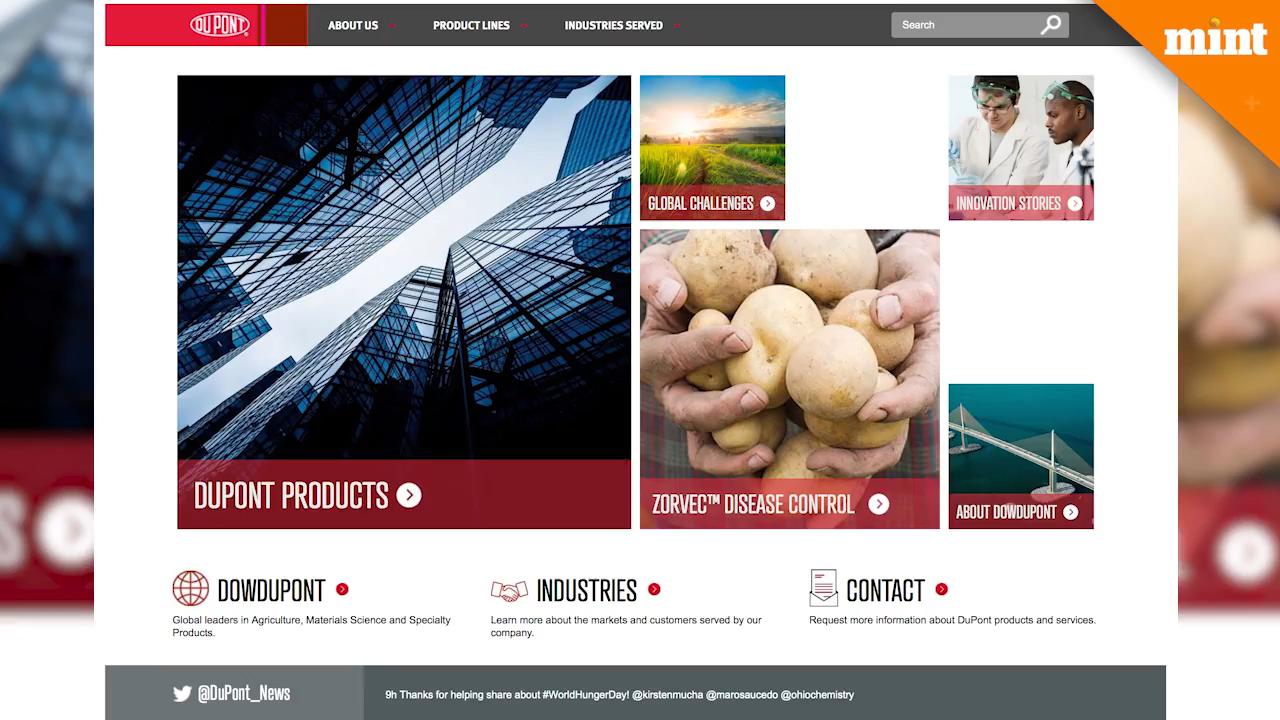 DUPONT
ABOUT US
PRODUCT LINES
INDUSTRIES SERVED
Search
mint
GLOBAL CHALLENGES
INNOVATION STORIES
DUPONT PRODUCTS
ZORVEC™ DISEASE CONTROL
ABOUT DOWDUPONT
DOWDUPONT
Global leaders in Agriculture, Materials Science and Specialty
Products.
INDUSTRIES
Learn more about the markets and customers served by our
company.
CONTACT
Request more information about DuPont products and services.
@DuPont_News
9h Thanks for helping share about #WorldHungerDay! @kirstenmucha @marosaucedo @ohiochemistry